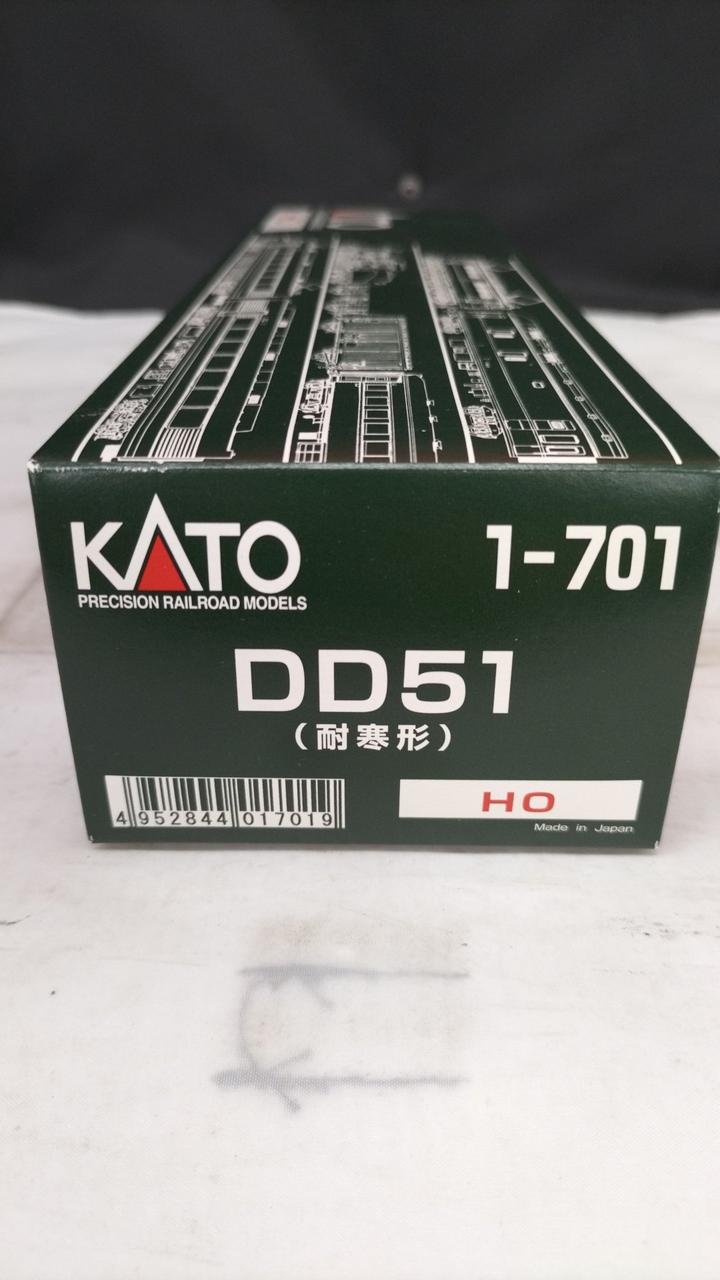 KATO
PRECISION RAILROAD MODELS
1-701
DD51
(耐寒形)
4 952844 017019
HO
Made in Japan